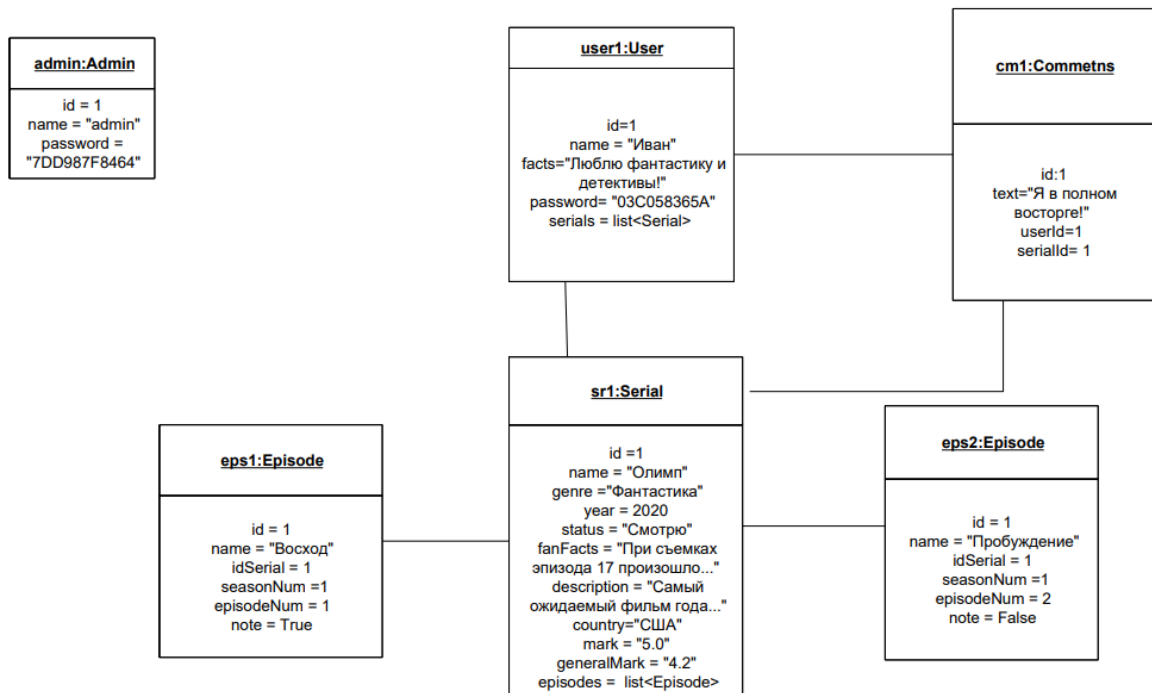 admin:Admin
id = 1
name = "admin"
password =
"7DD987F8464"
user1:User
id=1
name = "Иван"
facts="Люблю фантастику и
детективы!"
password= "03C058365A"
serials = list<Serial>
cm1:Commetns
id:1
text="Я в полном
восторге!"
userId=1
serialId= 1
eps1:Episode
id = 1
name = "Восход"
idSerial = 1
seasonNum =1
episodeNum = 1
note = True
sr1:Serial
id =1
name = "Олимп"
genre ="Фантастика"
year = 2020
status = "Смотрю"
fanFacts = "При съемках
эпизода 17 произошло..."
description = "Самый
ожидаемый фильм года..."
country="США"
mark = "5.0"
generalMark = "4.2"
episodes =  list<Episode>
eps2:Episode
id = 1
name = "Пробуждение"
idSerial = 1
seasonNum =1
episodeNum = 2
note = False